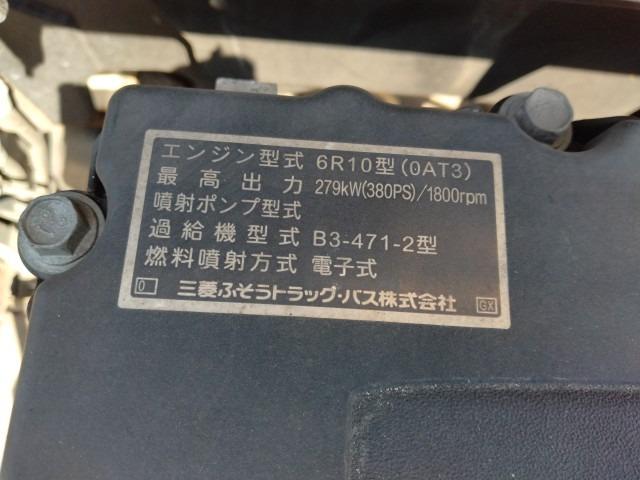 エンジン型式 6R10型(0AT3)
最高出力 279kW(380PS)/1800rpm
噴射ポンプ型式
過給機型式 B3-471-2型
燃料噴射方式 電子式
0 三菱ふそうトラック・バス株式会社 GX